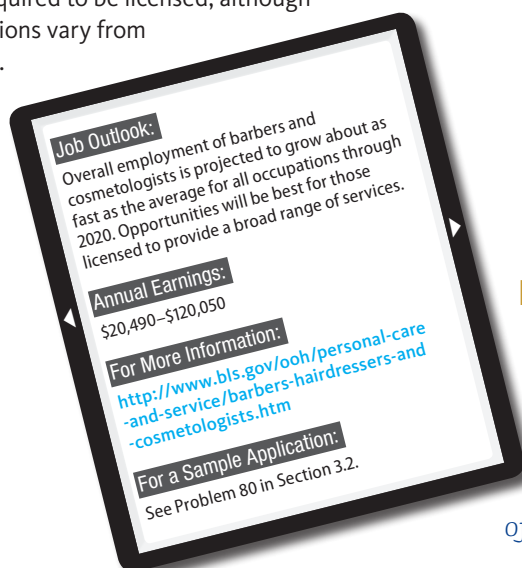 quired to be licensed, although
ions vary from
.
Job Outlook:
Overall employment of barbers and
cosmetologists is projected to grow about as
fast as the average for all occupations through
2020. Opportunities will be best for those
licensed to provide a broad range of services.
Annual Earnings:
$20,490–$120,050
For More Information:
http://www.bls.gov/ooh/personal-care
-and-service/barbers-hairdressers-and
-cosmetologists.htm
For a Sample Application:
See Problem 80 in Section 3.2.